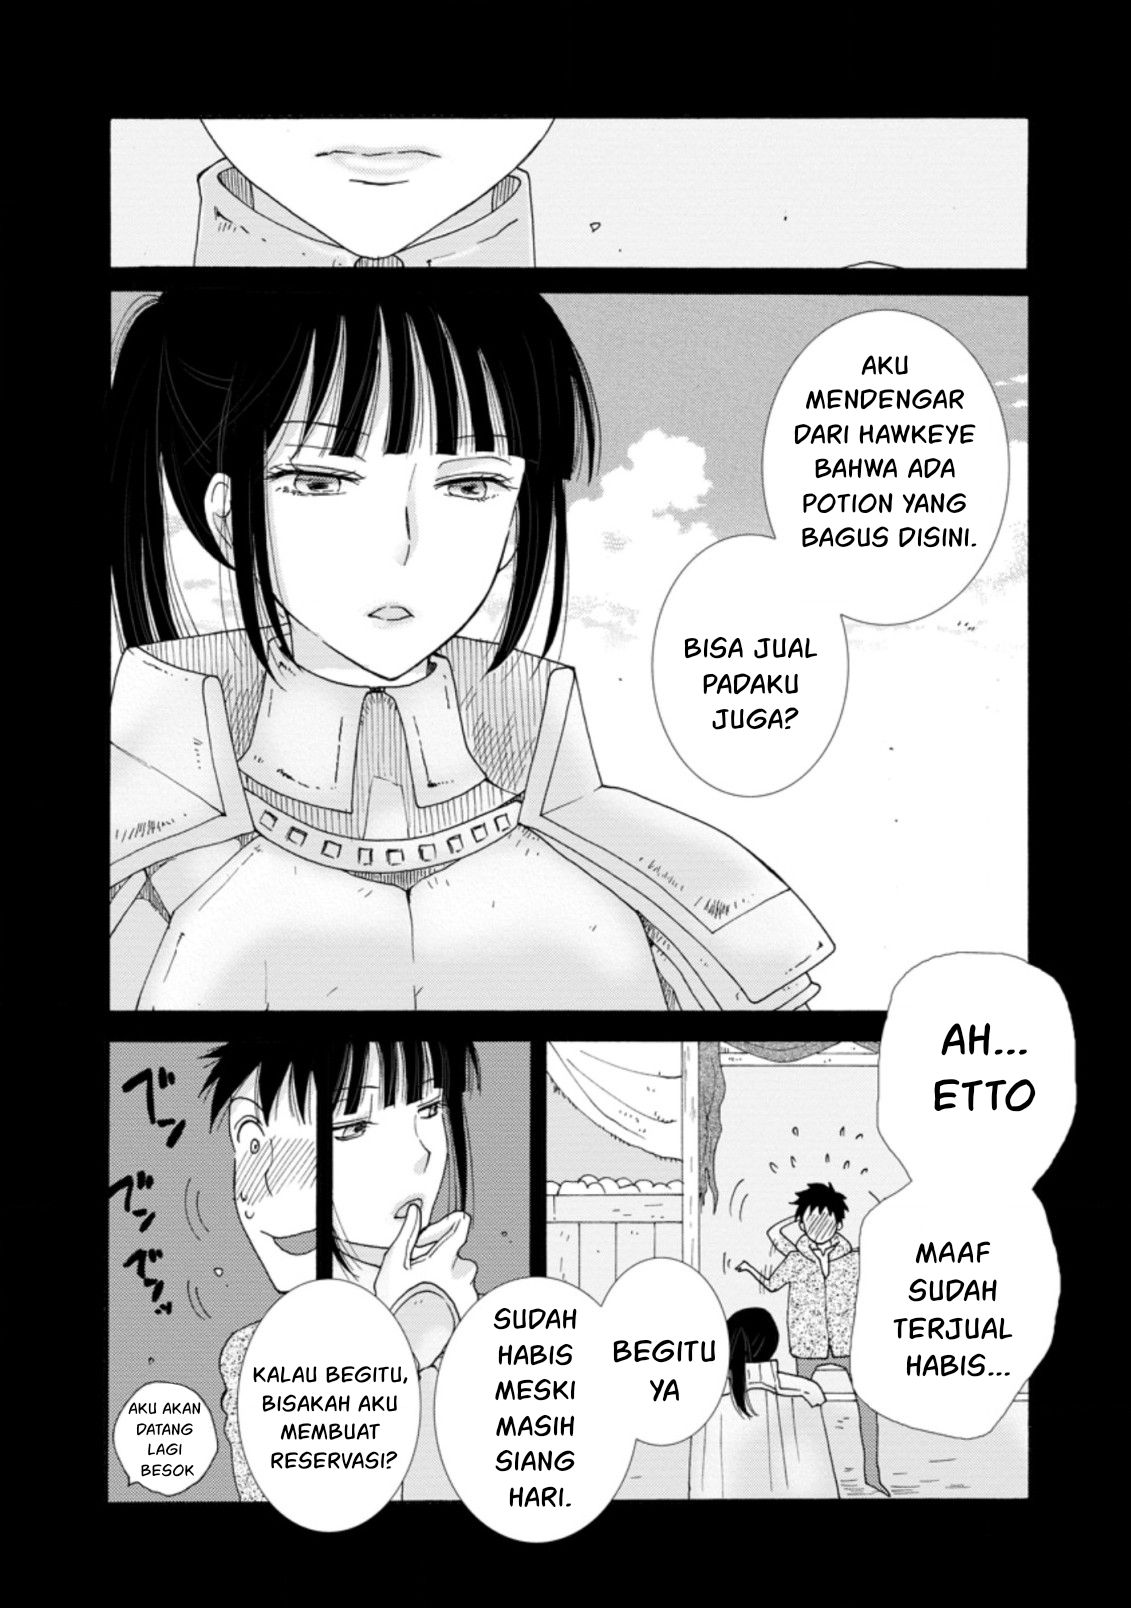 AKU
MENDENGAR
DARI HAWKEYE
BAHWA ADA
POTION YANG
BAGUS DISINI.
BISA JUAL
PADAKU
JUGA?
AH...
ETTO
MAAF
SUDAH
TERJUAL
HABIS...
BEGITU
YA
SUDAH
HABIS
MESKI
MASIH
SIANG
HARI.
KALAU BEGITU,
BISAKAH AKU
MEMBUAT
RESERVASI?
AKU AKAN
DATANG
LAGI
BESOK